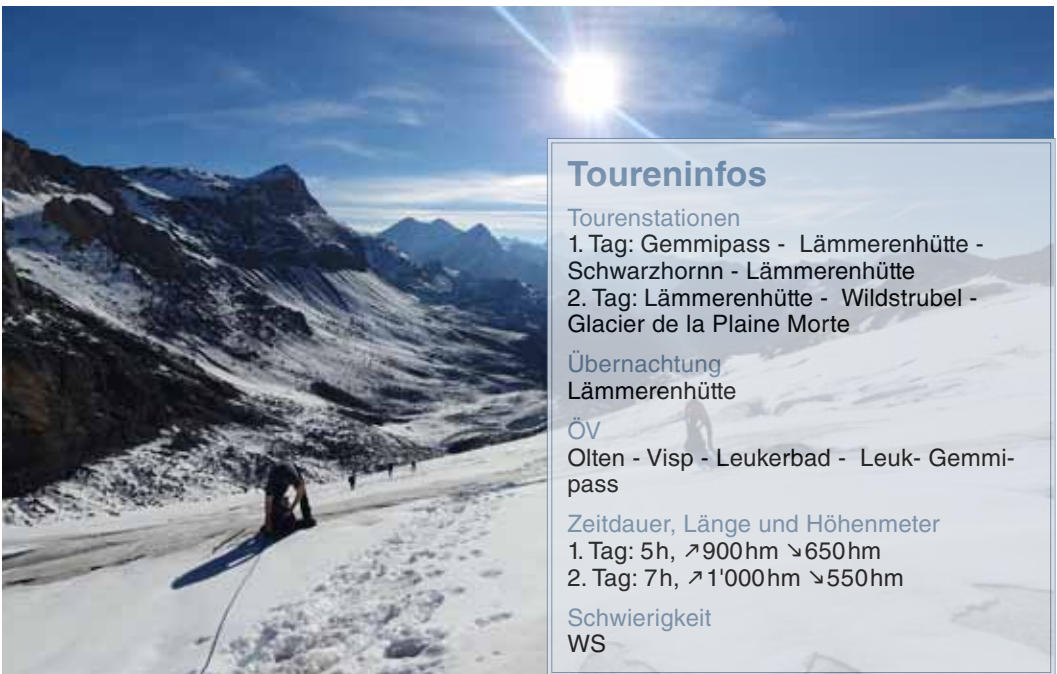 Toureninfos
Tourenstationen
1. Tag: Gemmipass - Lämmerenhütte -
Schwarzhornn - Lämmerenhütte
2. Tag: Lämmerenhütte - Wildstrubel -
Glacier de la Plaine Morte
Übernachtung
Lämmerenhütte
ÖV
Olten - Visp - Leukerbad - Leuk- Gemmi-
pass
Zeitdauer, Länge und Höhenmeter
1. Tag: 5h, ↗900hm ↘650hm
2. Tag: 7h, ↗1'000hm ↘550hm
Schwierigkeit
WS